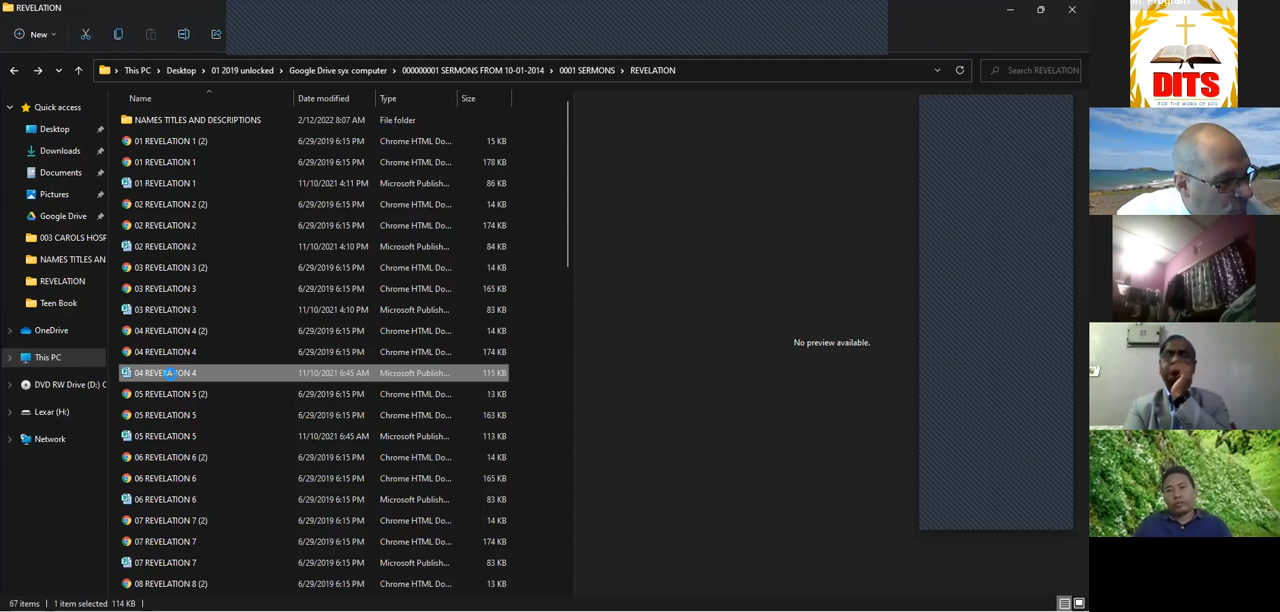 REVELATION
New
This PC > Desktop > 01 2019 unlocked > Google Drive syx computer > 000000001 SERMONS FROM 10-01-2014 > 0001 SERMONS > REVELATION
Search REVELATION
Name Date modified Type Size
Quick access
Desktop
Downloads
Documents
Pictures
Google Drive
003 CAROLS HOSP
NAMES TITLES AN
REVELATION
Teen Book
OneDrive
This PC
DVD RW Drive (D:) C
Lexar (H:)
Network
NAMES TITLES AND DESCRIPTIONS 2/12/2022 8:07 AM File folder
01 REVELATION 1 (2) 6/29/2019 6:15 PM Chrome HTML Do... 15 KB
01 REVELATION 1 6/29/2019 6:15 PM Chrome HTML Do... 178 KB
01 REVELATION 1 11/10/2021 4:11 PM Microsoft Publish... 86 KB
02 REVELATION 2 (2) 6/29/2019 6:15 PM Chrome HTML Do... 14 KB
02 REVELATION 2 6/29/2019 6:15 PM Chrome HTML Do... 174 KB
02 REVELATION 2 11/10/2021 4:10 PM Microsoft Publish... 84 KB
03 REVELATION 3 (2) 6/29/2019 6:15 PM Chrome HTML Do... 14 KB
03 REVELATION 3 6/29/2019 6:15 PM Chrome HTML Do... 165 KB
03 REVELATION 3 11/10/2021 4:10 PM Microsoft Publish... 83 KB
04 REVELATION 4 (2) 6/29/2019 6:15 PM Chrome HTML Do... 14 KB
04 REVELATION 4 6/29/2019 6:15 PM Chrome HTML Do... 174 KB
04 REVELATION 4 11/10/2021 6:45 AM Microsoft Publish... 115 KB
05 REVELATION 5 (2) 6/29/2019 6:15 PM Chrome HTML Do... 13 KB
05 REVELATION 5 6/29/2019 6:15 PM Chrome HTML Do... 163 KB
05 REVELATION 5 11/10/2021 6:45 AM Microsoft Publish... 113 KB
06 REVELATION 6 (2) 6/29/2019 6:15 PM Chrome HTML Do... 14 KB
06 REVELATION 6 6/29/2019 6:15 PM Chrome HTML Do... 165 KB
06 REVELATION 6 6/29/2019 6:15 PM Microsoft Publish... 83 KB
07 REVELATION 7 (2) 6/29/2019 6:15 PM Chrome HTML Do... 14 KB
07 REVELATION 7 6/29/2019 6:15 PM Chrome HTML Do... 174 KB
07 REVELATION 7 6/29/2019 6:15 PM Microsoft Publish... 83 KB
08 REVELATION 8 (2) 6/29/2019 6:15 PM Chrome HTML Do... 13 KB
No preview available.
67 items 1 item selected 114 KB
Program
DITS
FOR THE WORD OF GOD